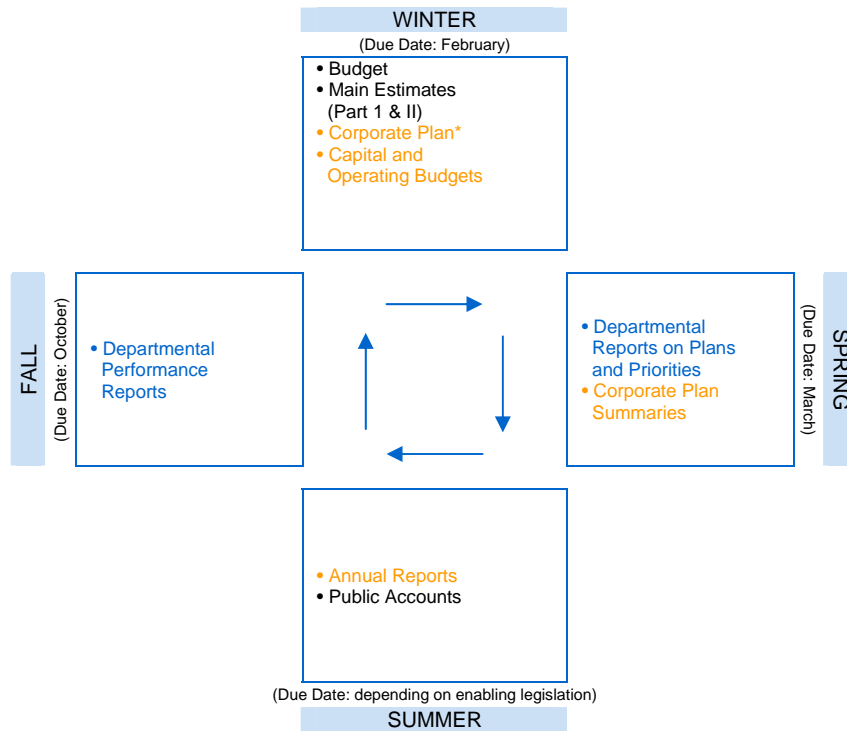 WINTER
(Due Date: February)
• Budget
• Main Estimates
(Part 1 & II)
• Corporate Plan*
• Capital and
Operating Budgets
FALL
(Due Date: October)
• Departmental
Performance
Reports
• Departmental
Reports on Plans
and Priorities
• Corporate Plan
Summaries
(Due Date: March)
SPRING
• Annual Reports
• Public Accounts
(Due Date: depending on enabling legislation)
SUMMER